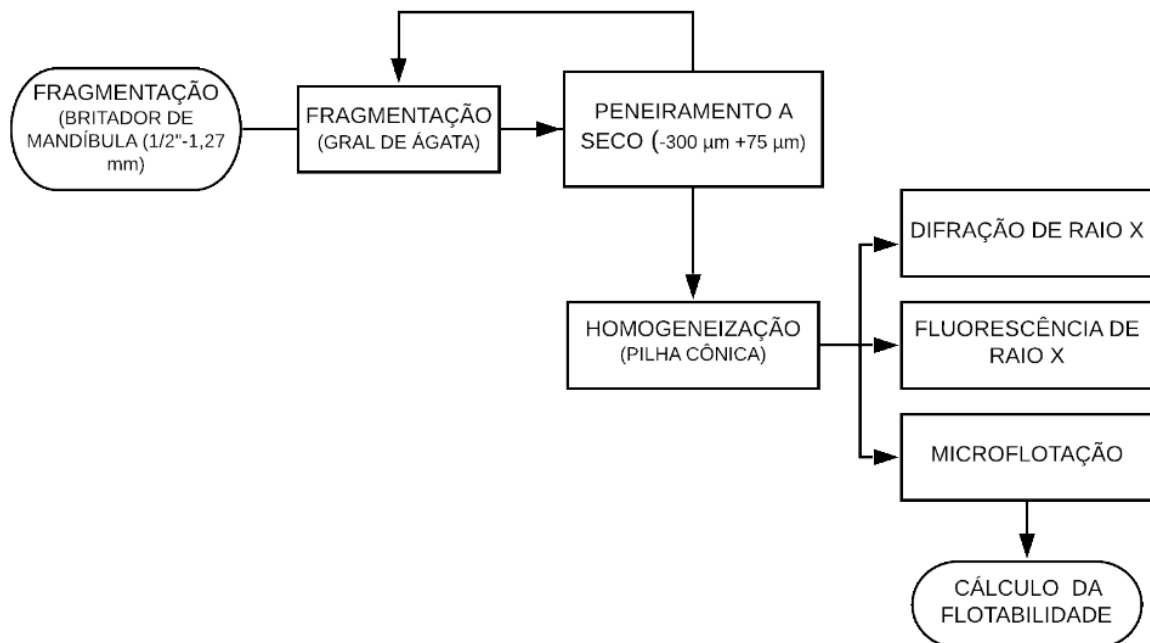 FRAGMENTAÇÃO
(BRITADOR DE
MANDÍBULA (1/2"-1,27
mm)
FRAGMENTAÇÃO
(GRAL DE ÁGATA)
PENEIRAMENTO A
SECO (-300 µm +75 µm)
HOMOGENEIZAÇÃO
(PILHA CÔNICA)
DIFRAÇÃO DE RAIO X
FLUORESCÊNCIA DE
RAIO X
MICROFLOTAÇÃO
CÁLCULO DA
FLOTABILIDADE